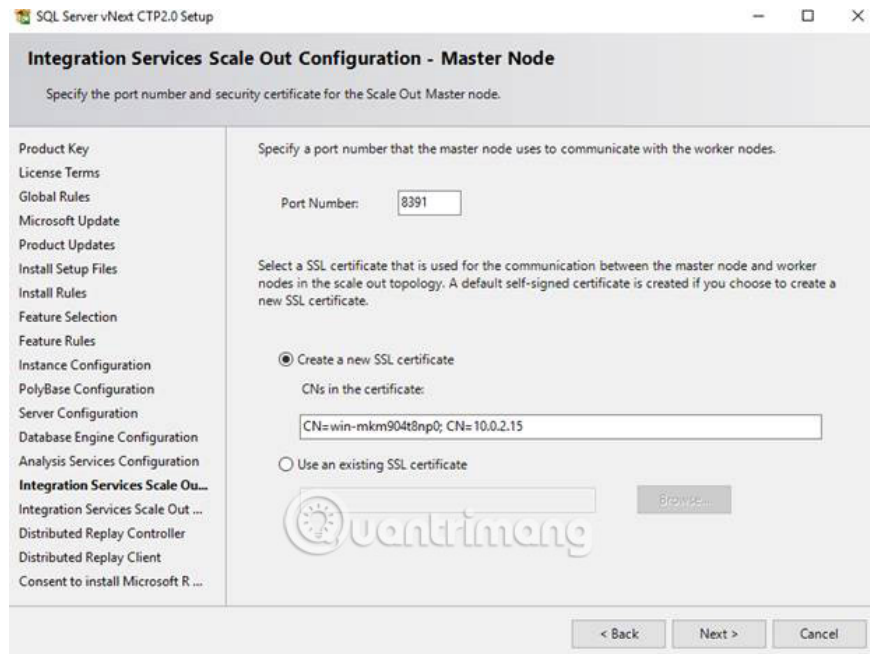 SQL Server vNext CTP2.0 Setup
Integration Services Scale Out Configuration - Master Node
Specify the port number and security certificate for the Scale Out Master node.
Product Key
License Terms
Global Rules
Microsoft Update
Product Updates
Install Setup Files
Install Rules
Feature Selection
Feature Rules
Instance Configuration
PolyBase Configuration
Server Configuration
Database Engine Configuration
Analysis Services Configuration
Integration Services Scale Ou...
Integration Services Scale Out ...
Distributed Replay Controller
Distributed Replay Client
Consent to install Microsoft R ...
Specify a port number that the master node uses to communicate with the worker nodes.
Port Number: 8391
Select a SSL certificate that is used for the communication between the master node and worker
nodes in the scale out topology. A default self-signed certificate is created if you choose to create a
new SSL certificate.
Create a new SSL certificate
CNs in the certificate:
CN=win-mkm904t8np0; CN=10.0.2.15
Use an existing SSL certificate
Browse...
Quantrimang
< Back
Next >
Cancel